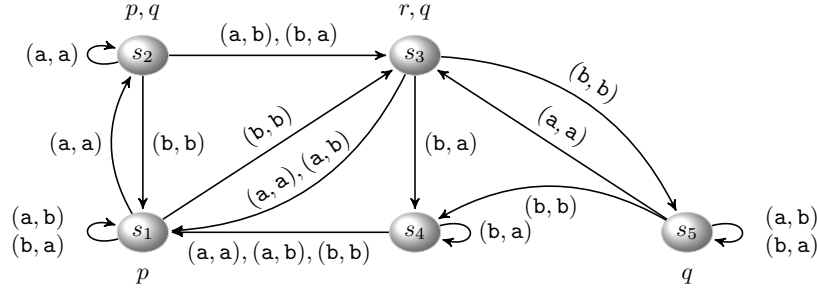 p, q
r, q
(a, a)
s2
(a, b), (b, a)
s3
(b, b)
(a, a)
(b, b)
(b, b)
(a, a), (a, b)
(b, a)
(a, a)
(a, b)
(b, a)
s1
(a, a), (a, b), (b, b)
s4
(b, a)
(b, b)
s5
(a, b)
(b, a)
p
q